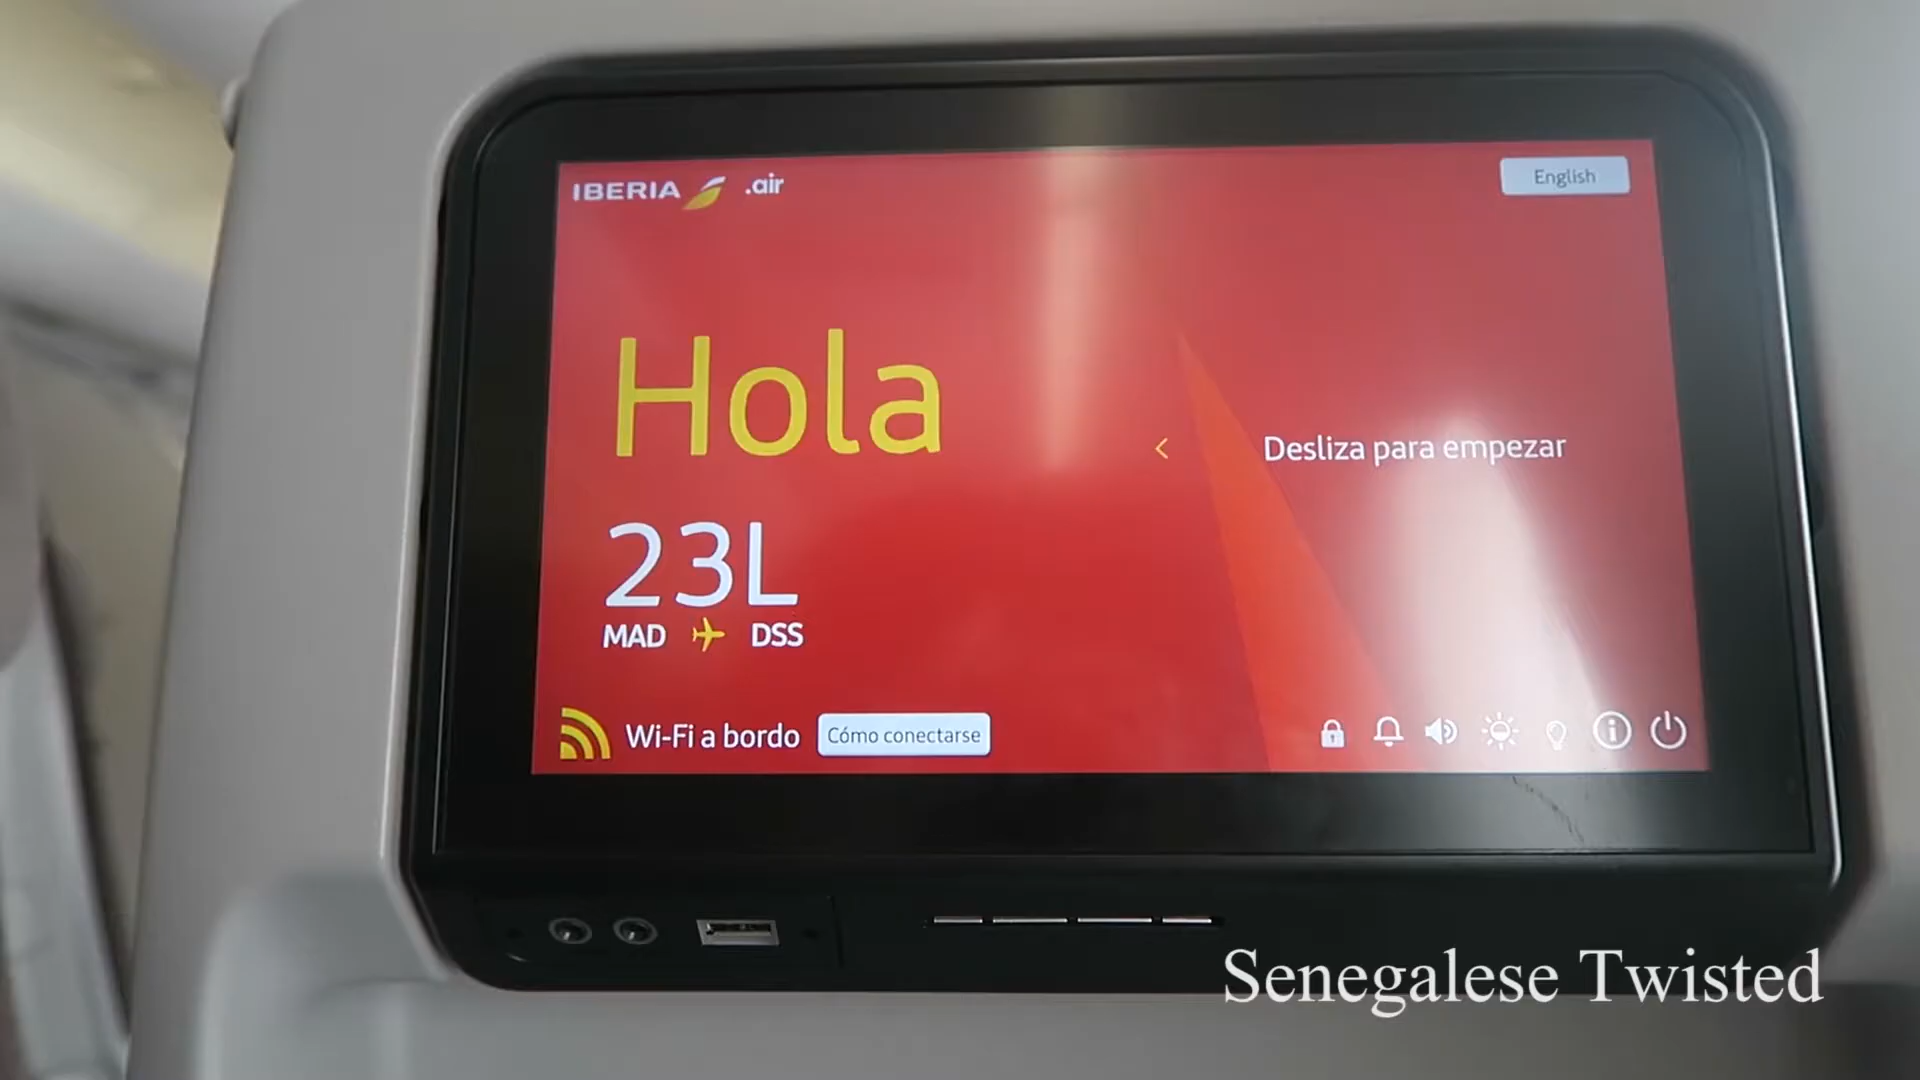 IBERIA .air
English
Hola
Desliza para empezar
23L
MAD DSS
Wi-Fi a bordo
Cómo conectarse
Senegalese Twisted